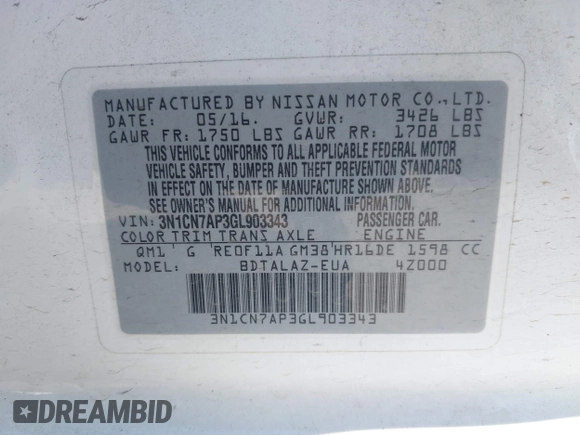 MANUFACTURED BY NISSAN MOTOR CO., LTD.
DATE: 05/16. GVWR: 3426 LBS
GAWR FR: 1750 LBS GAWR RR: 1708 LBS
THIS VEHICLE CONFORMS TO ALL APPLICABLE FEDERAL MOTOR
VEHICLE SAFETY, BUMPER AND THEFT PREVENTION STANDARDS
IN EFFECT ON THE DATE OF MANUFACTURE SHOWN ABOVE.
SEE OWNER'S MANUAL FOR ADDITIONAL INFORMATION.
VIN: 3N1CN7AP3GL903343 PASSENGER CAR.
COLOR TRIM TRANS AXLE ENGINE
QM1 G RE0F11A GM38 HR16DE 1598 CC
MODEL: BDTALAZ-EUA 4Z000
3N1CN7AP3GL903343
DREAMBID